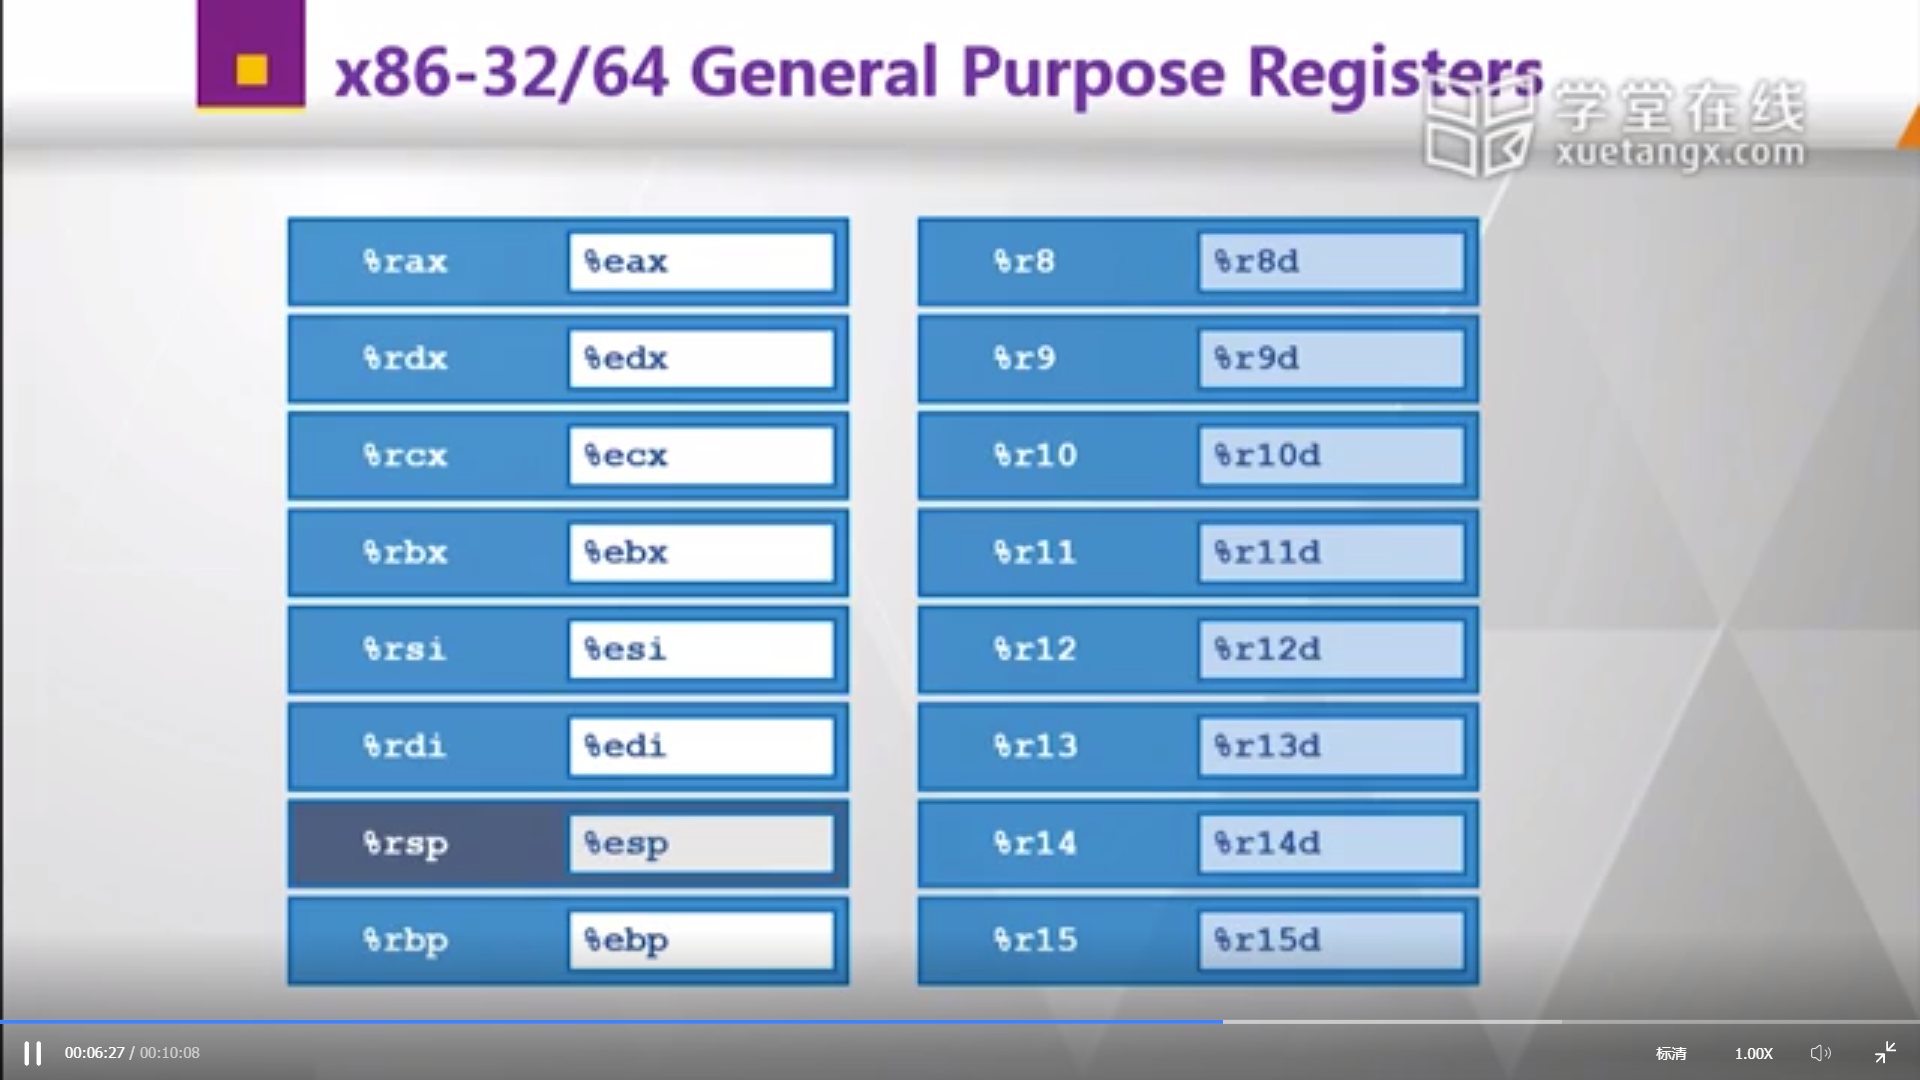 x86-32/64 General Purpose Registers
学堂在线
xuetangx.com
%rax %eax
%rdx %edx
%rcx %ecx
%rbx %ebx
%rsi %esi
%rdi %edi
%rsp %esp
%rbp %ebp
%r8 %r8d
%r9 %r9d
%r10 %r10d
%r11 %r11d
%r12 %r12d
%r13 %r13d
%r14 %r14d
%r15 %r15d
00:06:27 / 00:10:08
标清 1.00X